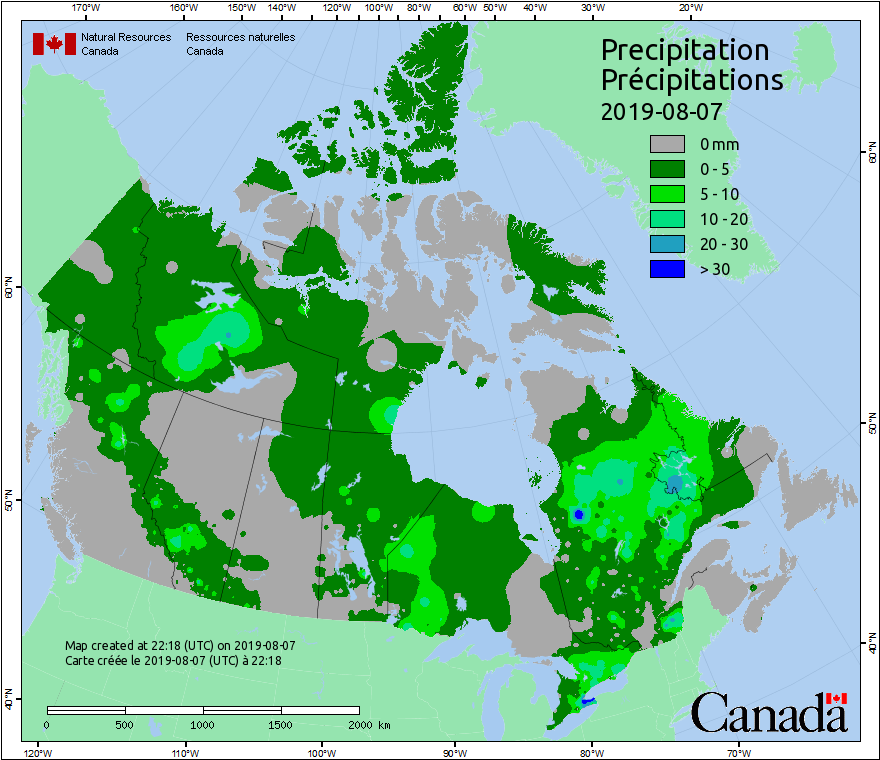 170°W 160°W 150°W 140°W 120°W 100°W 80°W 60°W 50°W 40°W 30°W 20°W
Natural Resources Ressources naturelles
Canada Canada
Precipitation
Précipitations
2019-08-07
0 mm
0 - 5
5 - 10
10 - 20
20 - 30
> 30
60°N
60°N
50°N
50°N
40°N
40°N
Map created at 22:18 (UTC) on 2019-08-07
Carte créée le 2019-08-07 (UTC) à 22:18
0 500 1000 1500 2000 km
Canada
120°W 110°W 100°W 90°W 80°W 70°W